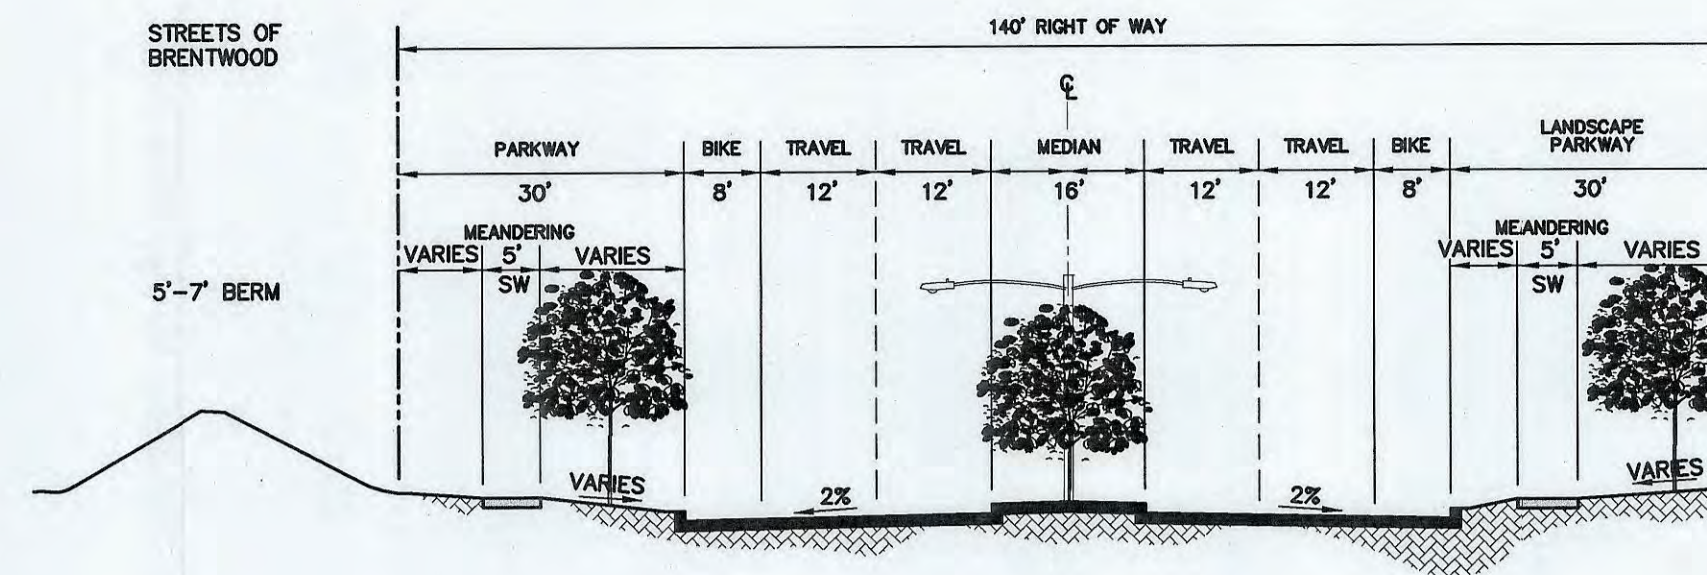 STREETS OF
BRENTWOOD
140' RIGHT OF WAY
℄
PARKWAY
BIKE
TRAVEL
TRAVEL
MEDIAN
TRAVEL
TRAVEL
BIKE
LANDSCAPE
PARKWAY
30'
8'
12'
12'
16'
12'
12'
8'
30'
MEANDERING
VARIES
5'
VARIES
SW
MEANDERING
VARIES
5'
VARIES
SW
5'-7' BERM
VARIES
2%
2%
VARIES